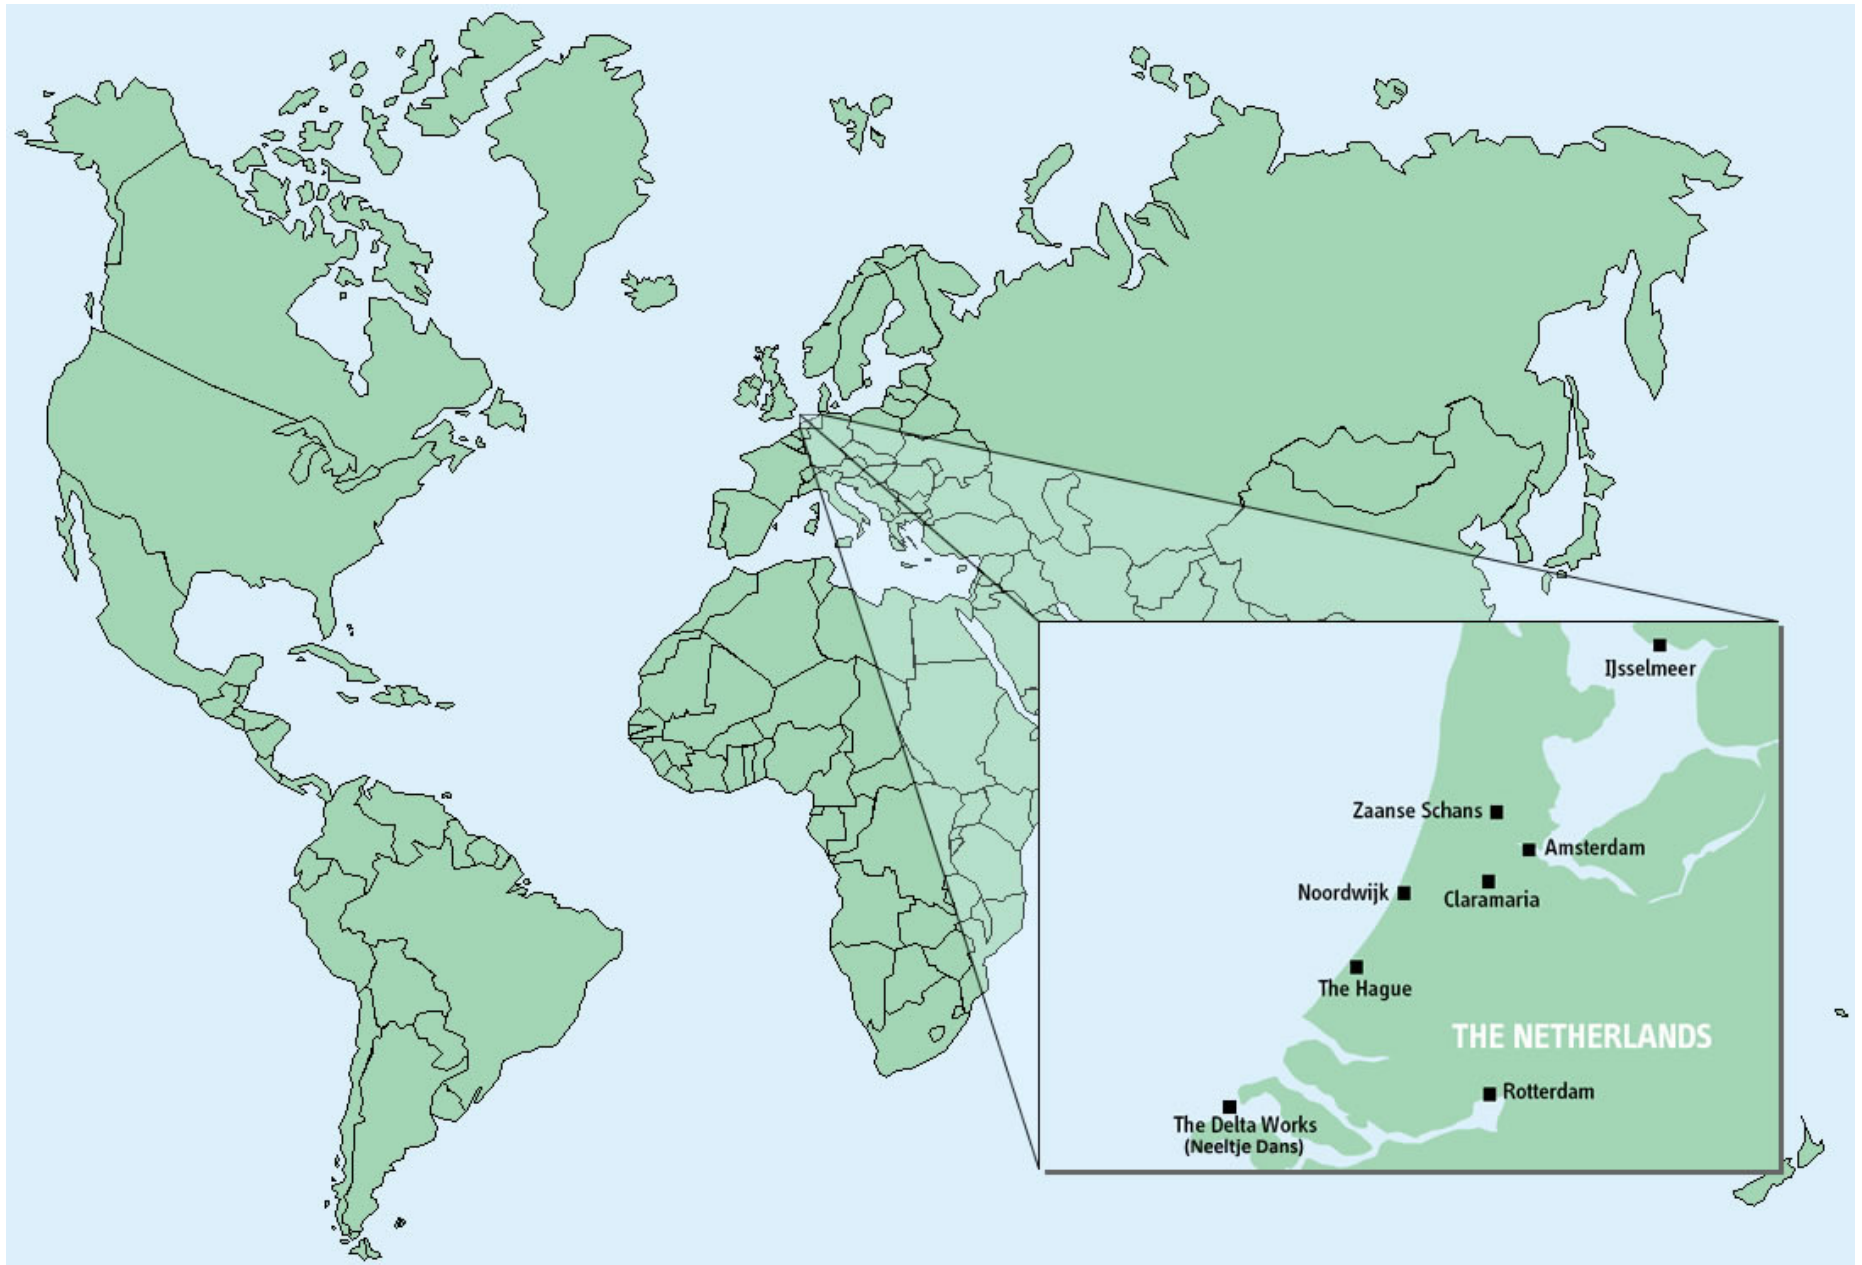 IJsselmeer
Zaanse Schans
Amsterdam
Noordwijk
Claramaria
The Hague
THE NETHERLANDS
Rotterdam
The Delta Works
(Neeltje Dans)